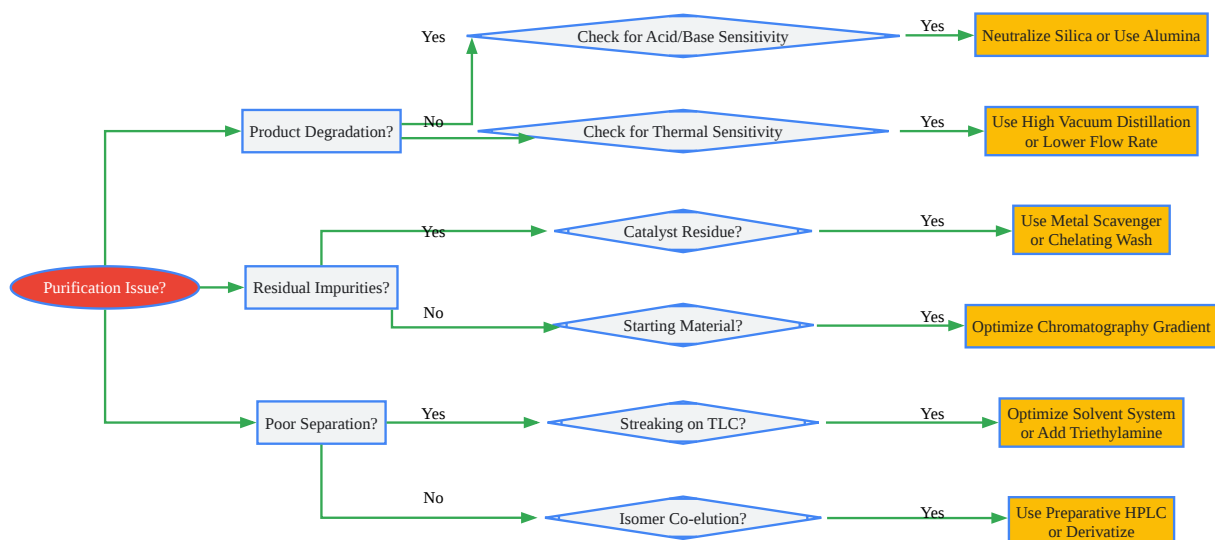 Yes
Check for Acid/Base Sensitivity
Yes
Neutralize Silica or Use Alumina
Product Degradation?
No
Check for Thermal Sensitivity
Yes
Use High Vacuum Distillation
or Lower Flow Rate
Yes
Catalyst Residue?
Yes
Use Metal Scavenger
or Chelating Wash
Purification Issue?
Residual Impurities?
No
Starting Material?
Yes
Optimize Chromatography Gradient
Poor Separation?
Yes
Streaking on TLC?
Yes
Optimize Solvent System
or Add Triethylamine
No
Isomer Co-elution?
Yes
Use Preparative HPLC
or Derivatize